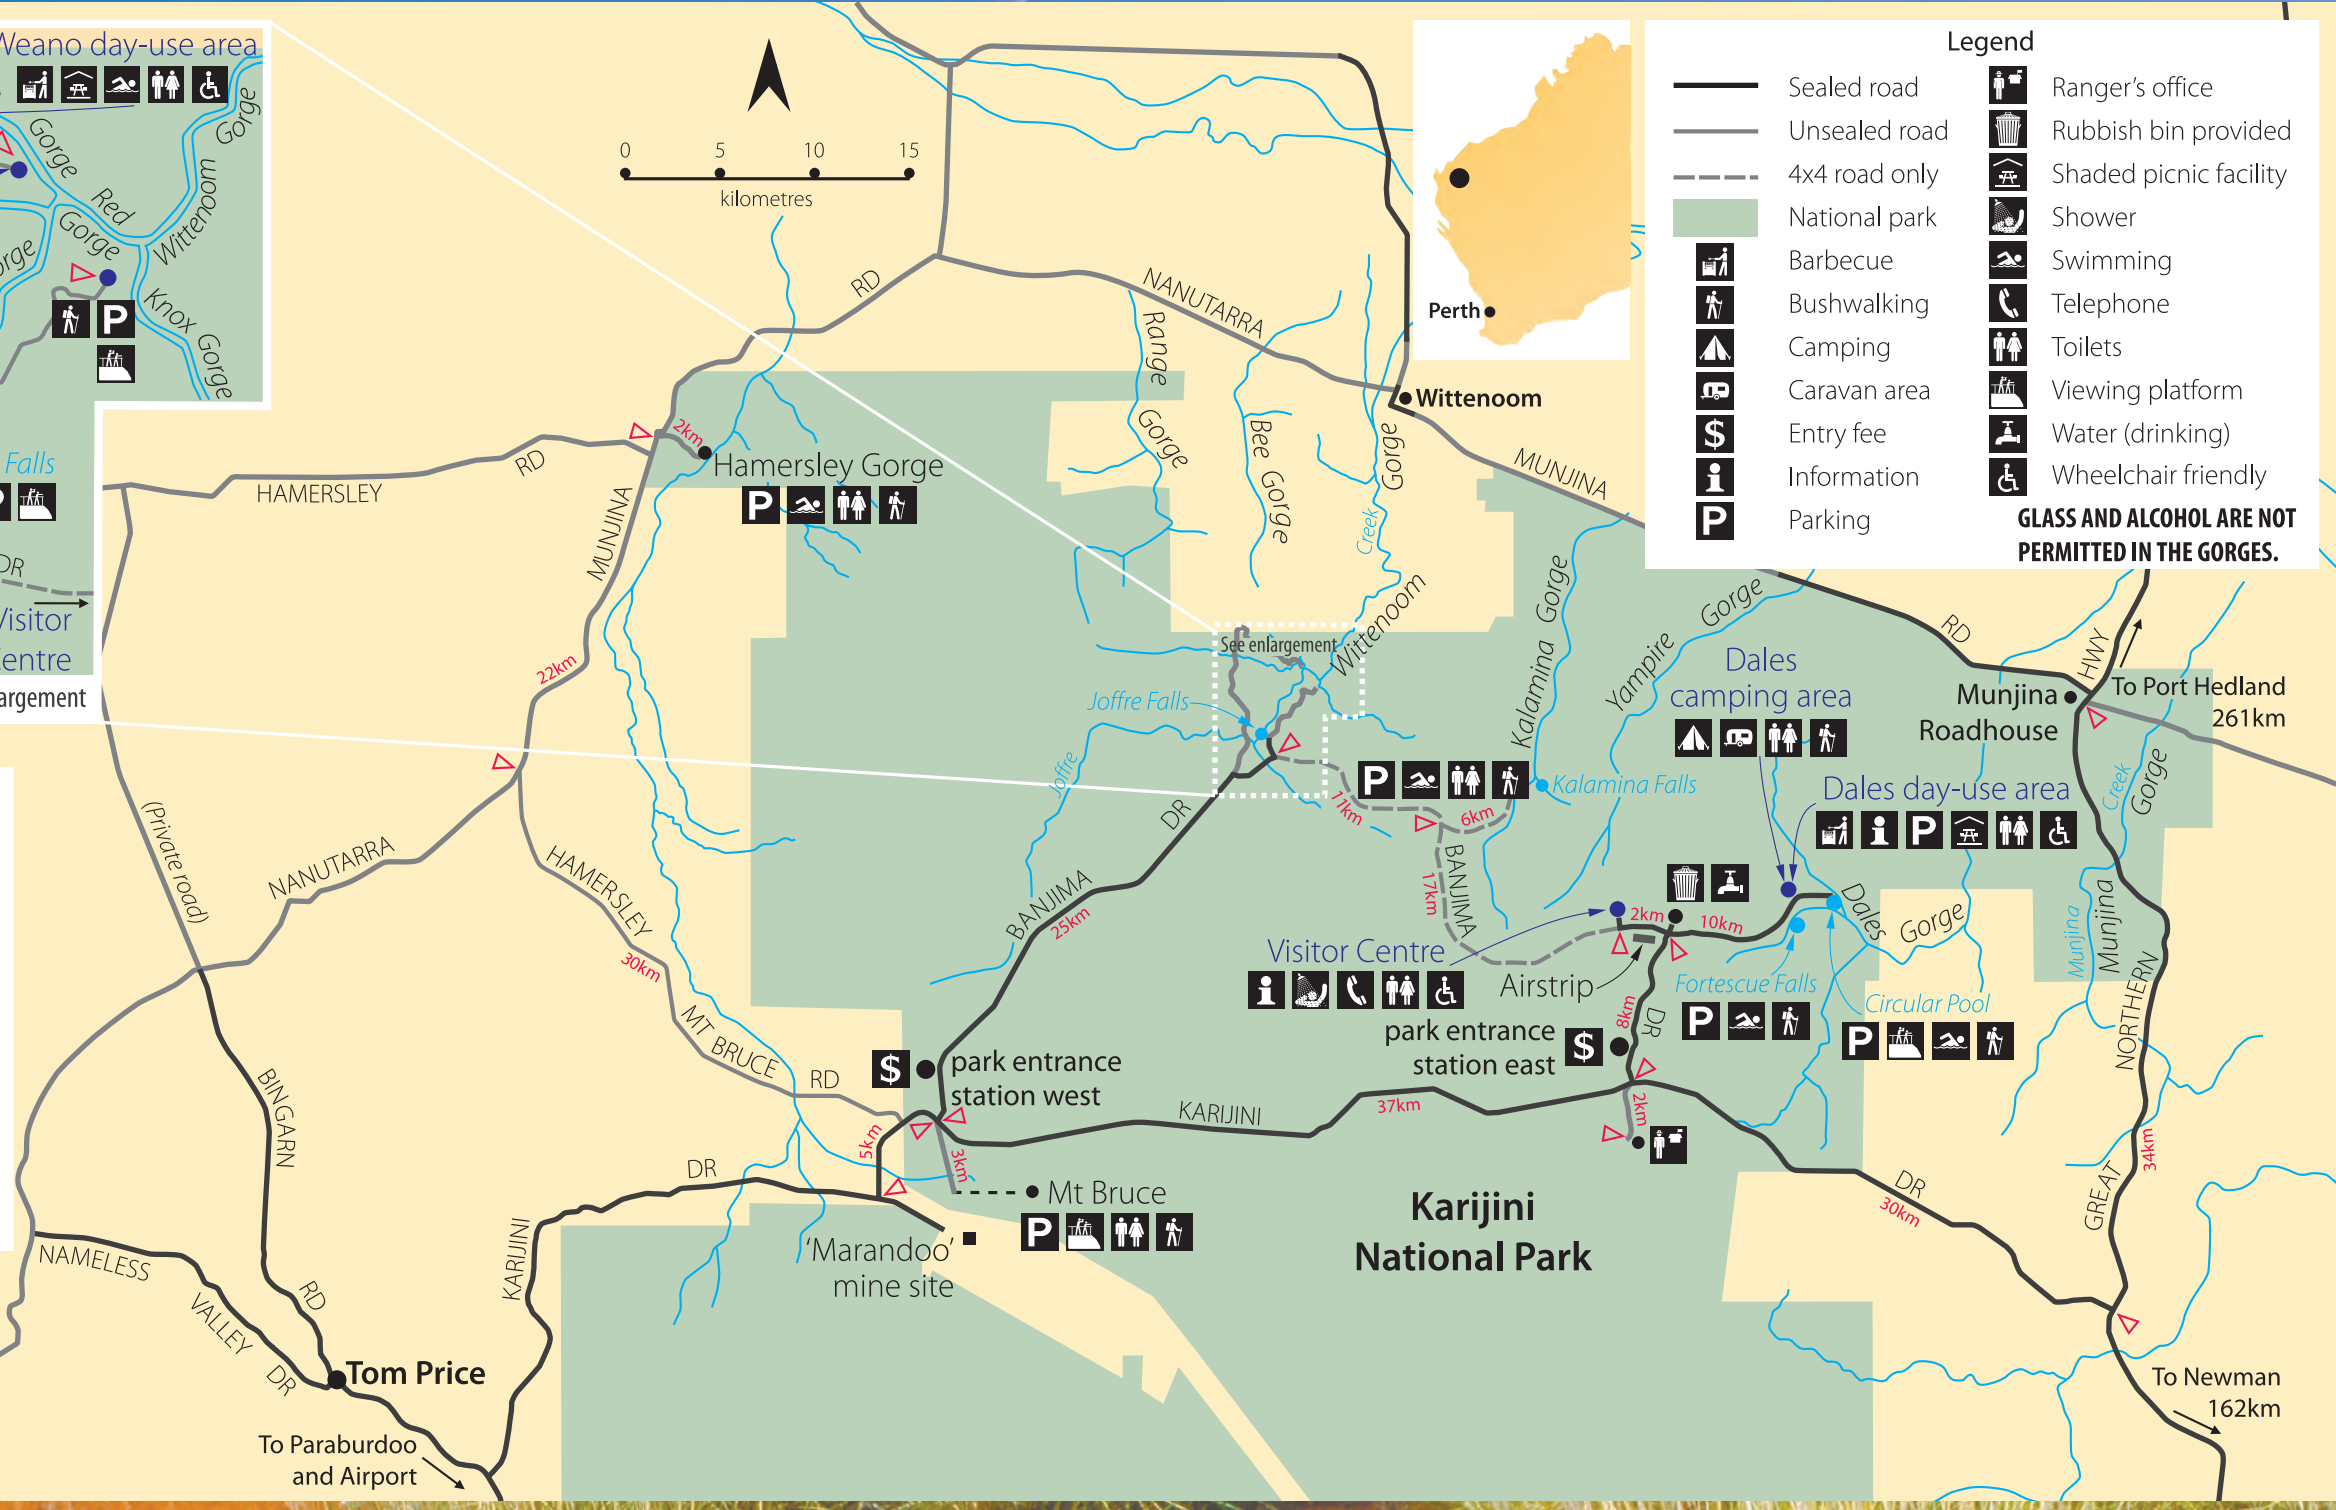 Weano day-use area
Gorge
Gorge
Red
Gorge
Wittenoom
Knox Gorge
Falls
P
P
DR
Visitor
0 5 10 15
kilometres
RD
NANUTARRA
Range
Gorge
Bee Gorge
Gorge
Creek
Wittenoom
Wittenoom
MUNJINA
Perth
Legend
Sealed road
Unsealed road
4x4 road only
National park
Barbecue
Bushwalking
Camping
Caravan area
$ Entry fee
Information
P Parking
Ranger's office
Rubbish bin provided
Shaded picnic facility
Shower
Swimming
Telephone
Toilets
Viewing platform
Water (drinking)
Wheelchair friendly
GLASS AND ALCOHOL ARE NOT
PERMITTED IN THE GORGES.
2km
Hamersley Gorge
P
RD
HAMERSLEY
MUNJINA
22km
See enlargement
Joffre Falls
Joffre
Kalamina Gorge
Yampire Gorge
RD
HWY
Dales
camping area
Munjina
Roadhouse
To Port Hedland
261km
P
Kalamina Falls
11km
6km
DR
Dales day-use area
P
Creek
Gorge
(Private road)
NANUTARRA
HAMERSLEY
30km
BANJIMA
25km
BANJIMA
17km
2km
10km
Dales
Gorge
Munjina
Munjina
Visitor Centre
Airstrip
Fortescue Falls
P
Circular Pool
P
8km
DR
park entrance
station east
$
NORTHERN
MT BRUCE
RD
$
park entrance
station west
BINGARN
KARIJINI
37km
2km
5km
3km
34km
DR
Mt Bruce
P
'Marandoo'
mine site
Karijini
National Park
DR
30km
GREAT
KARIJINI
NAMELESS
VALLEY
DR
RD
Tom Price
To Paraburdoo
and Airport
To Newman
162km